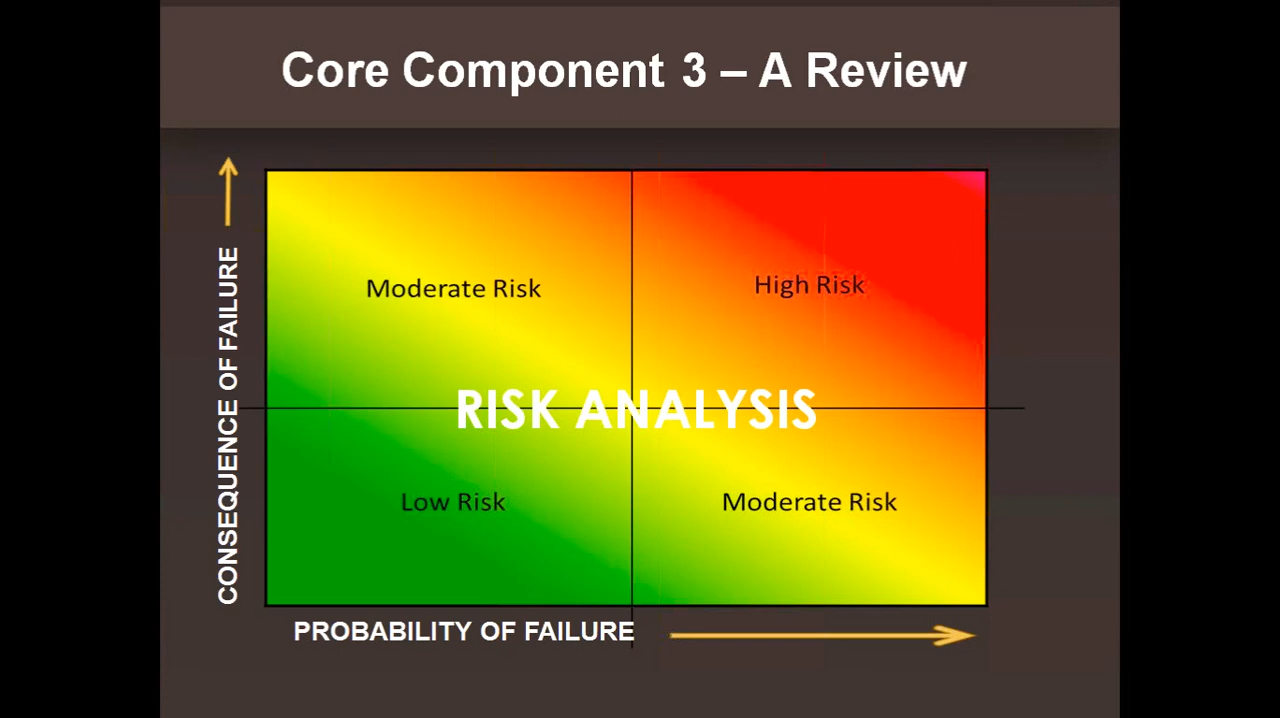 Core Component 3 – A Review
CONSEQUENCE OF FAILURE
Moderate Risk
High Risk
RISK ANALYSIS
Low Risk
Moderate Risk
PROBABILITY OF FAILURE